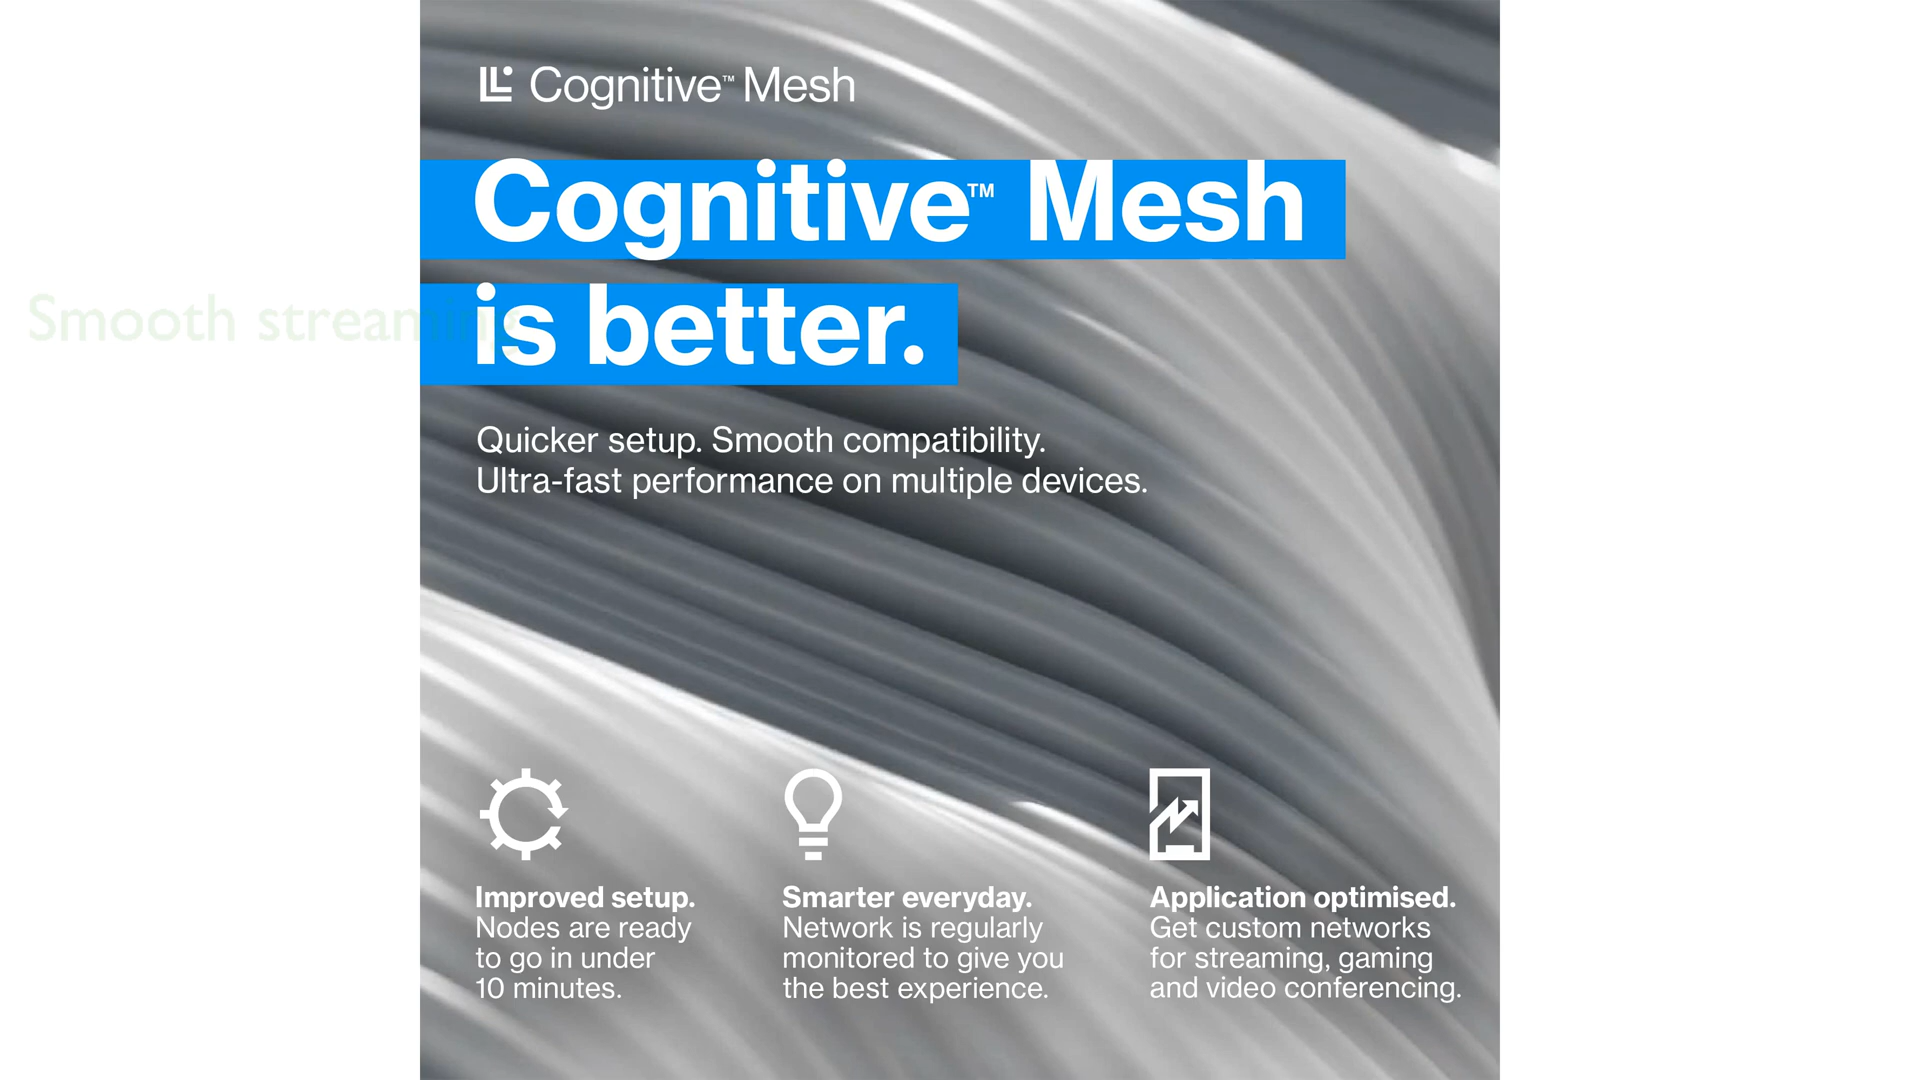 Cognitive™ Mesh
Cognitive™ Mesh
is better.
Smooth streaming
Quicker setup. Smooth compatibility.
Ultra-fast performance on multiple devices.
Improved setup.
Nodes are ready
to go in under
10 minutes.
Smarter everyday.
Network is regularly
monitored to give you
the best experience.
Application optimised.
Get custom networks
for streaming, gaming
and video conferencing.